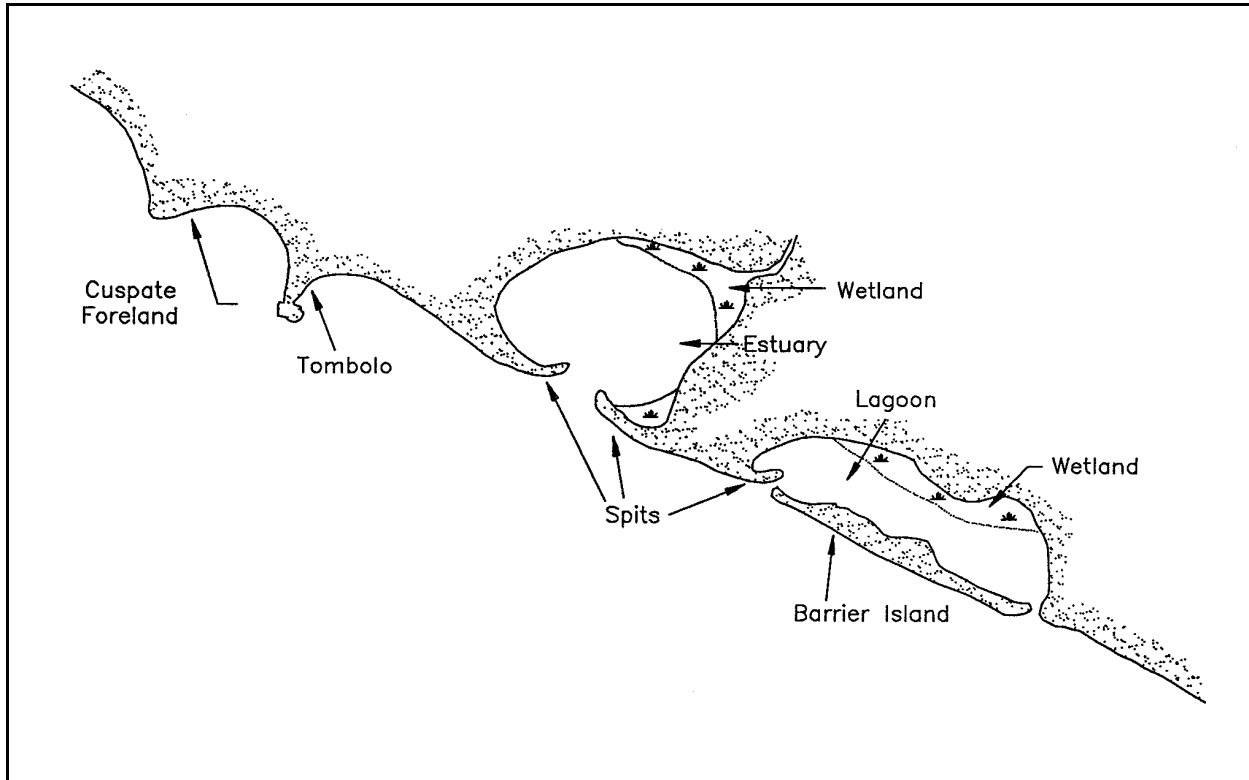 Cuspate
Foreland
Tombolo
Wetland
Estuary
Lagoon
Wetland
Spits
Barrier Island